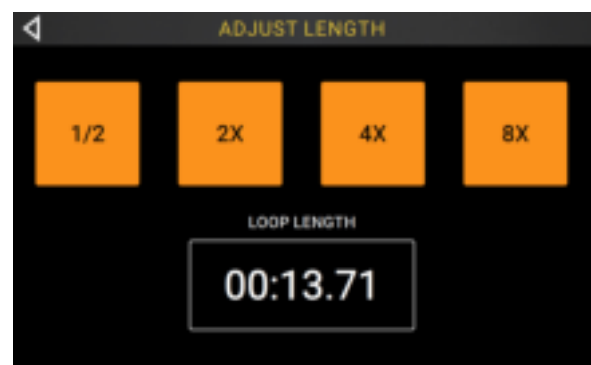 ADJUST LENGTH
1/2 2X 4X 8X
LOOP LENGTH
00:13.71